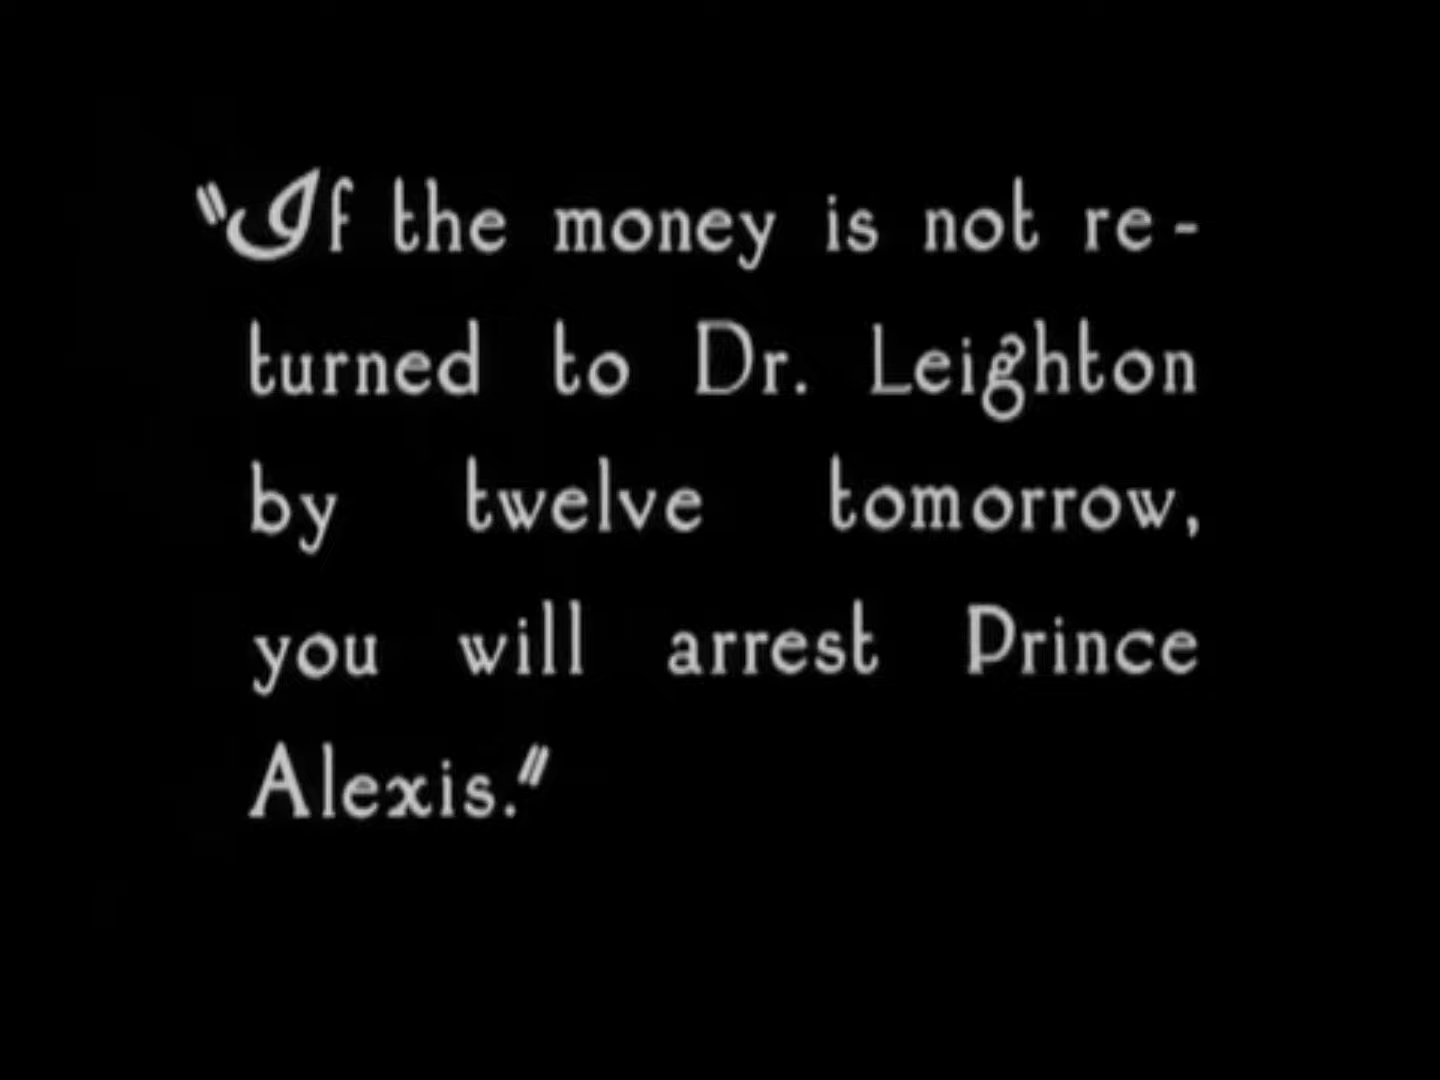 "If the money is not re-
turned to Dr. Leighton
by twelve tomorrow,
you will arrest Prince
Alexis."